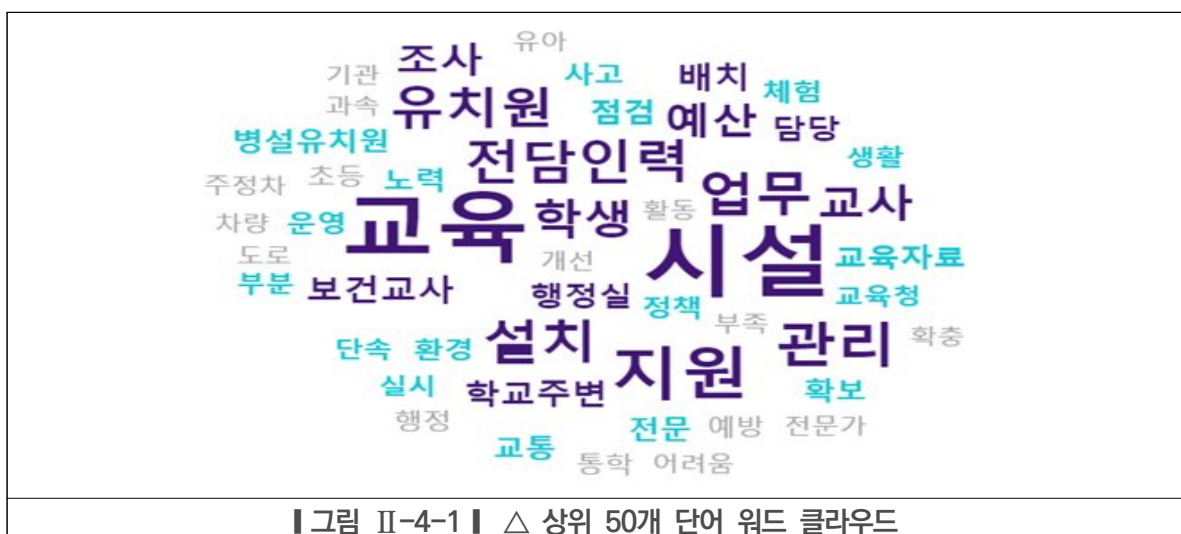 유아
기관 조사 사고 배치 체험
과속 유치원 점검 예산 담당
병설유치원 전담인력 생활
주정차 초등 노력 업무 교사
차량 운영 교육 학생 활동 시설
도로 개선 교육자료
부분 보건교사 행정실 정책 교육청
단속 환경 설치 지원 부족 관리 확충
실시 학교주변 확보
행정 전문 예방 전문가
교통 통학 어려움
▌그림 Ⅱ-4-1▐ △ 상위 50개 단어 워드 클라우드